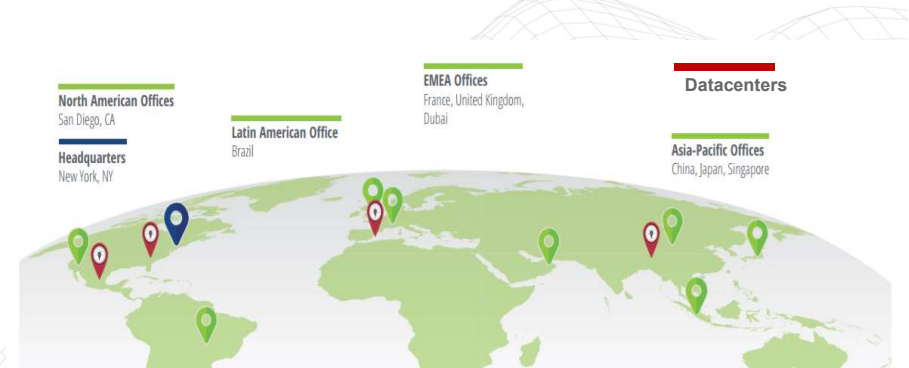 North American Offices
San Diego, CA
Headquarters
New York, NY
Latin American Office
Brazil
EMEA Offices
France, United Kingdom,
Dubai
Datacenters
Asia-Pacific Offices
China, Japan, Singapore